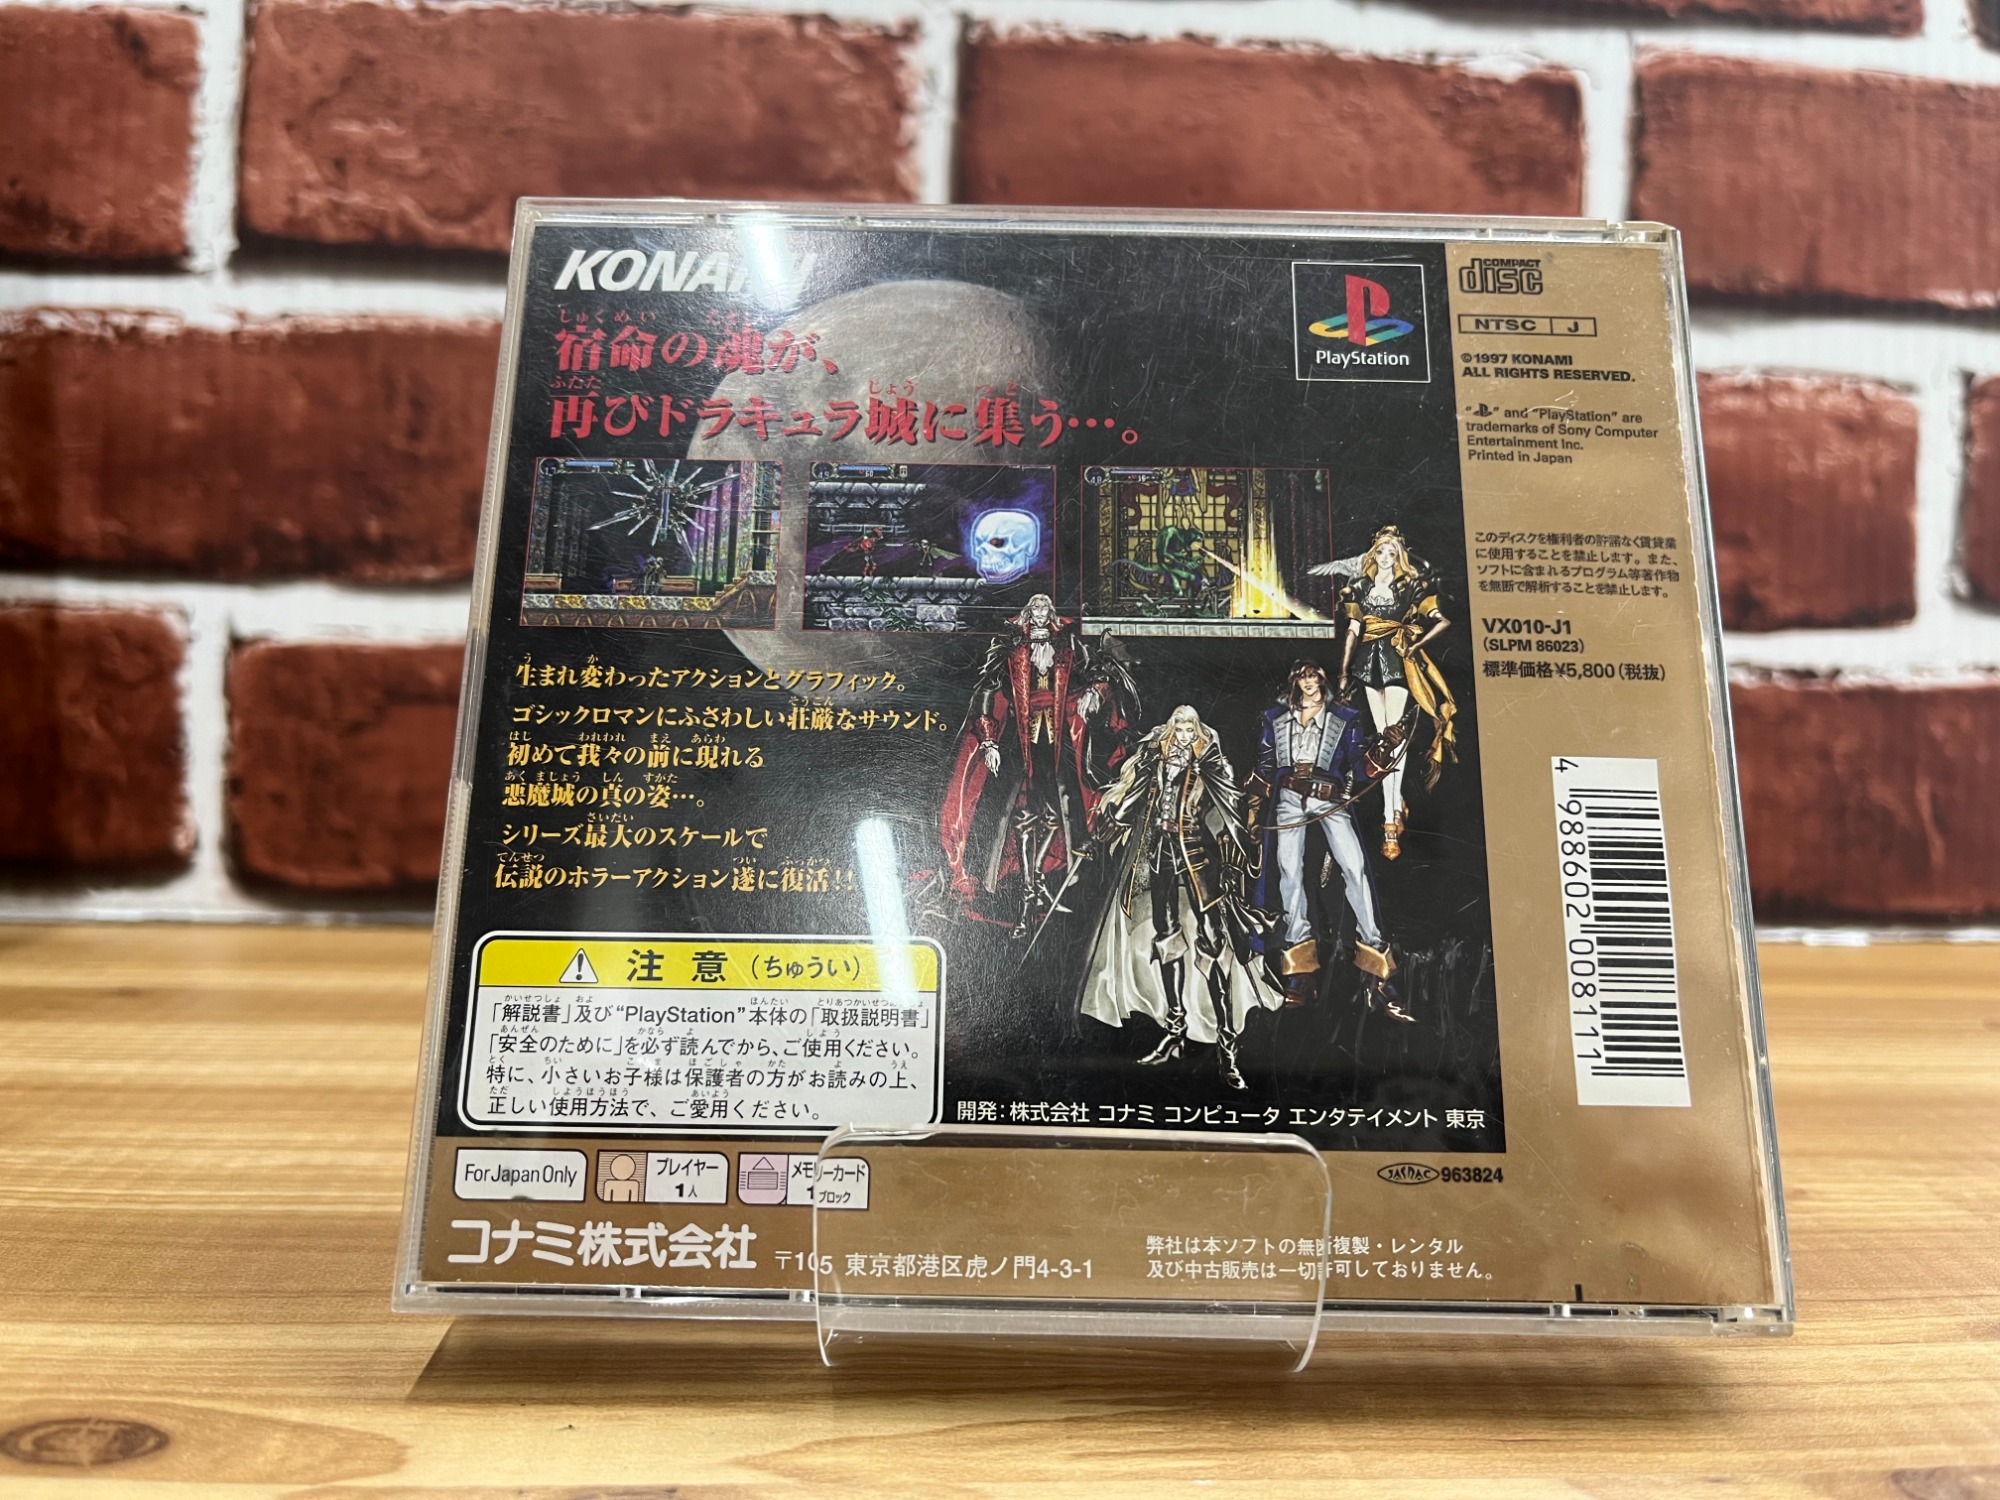 KONAMI
宿命の魂が、
再びドラキュラ城に集う…。
生まれ変わったアクションとグラフィック。
ゴシックロマンにふさわしい荘厳なサウンド。
初めて我々の前に現れる
悪魔城の真の姿…。
シリーズ最大のスケールで
伝説のホラーアクション遂に復活!!
注意(ちゅうい)
「解説書」及び“PlayStation”本体の「取扱説明書」
「安全のために」を必ず読んでから、ご使用ください。
特に、小さいお子様は保護者の方がお読みの上、
正しい使用方法で、ご愛用ください。
開発:株式会社 コナミ コンピュータ エンタテイメント 東京
For Japan Only
プレイヤー
1人
メモリーカード
1ブロック
コナミ株式会社 〒105 東京都港区虎ノ門4-3-1
弊社は本ソフトの無断複製・レンタル
及び中古販売は一切許可しておりません。
JASRAC 963824
PlayStation
COMPACT
disc
NTSC J
©1997 KONAMI
ALL RIGHTS RESERVED.
"PS" and "PlayStation" are
trademarks of Sony Computer
Entertainment Inc.
Printed in Japan
このディスクを権利者の許諾なく賃貸業
に使用することを禁止します。また、
ソフトに含まれるプログラム等著作物
を無断で解析することを禁止します。
VX010-J1
(SLPM 86023)
標準価格¥5,800(税抜)
4 988602 008111